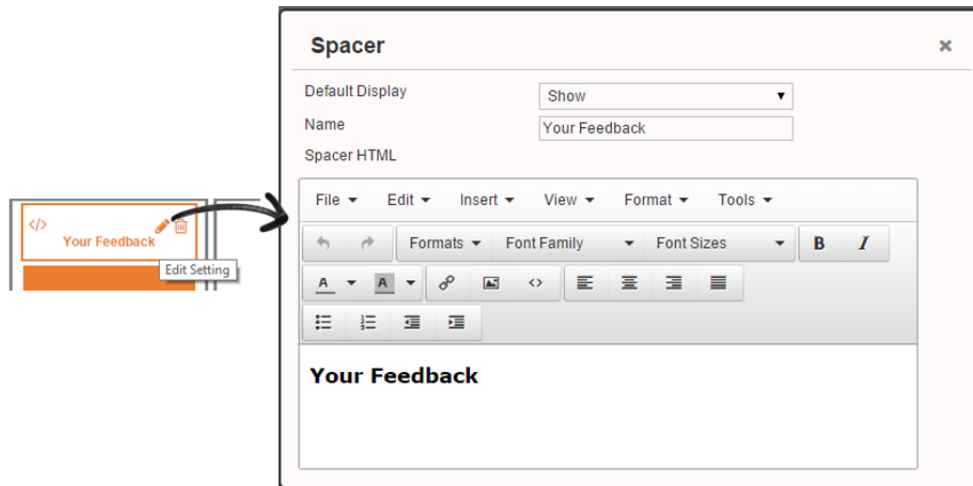 Spacer
Default Display
Show
Name
Your Feedback
Spacer HTML
File Edit Insert View Format Tools
Formats Font Family Font Sizes B I
A A
Your Feedback
Your Feedback
Edit Setting